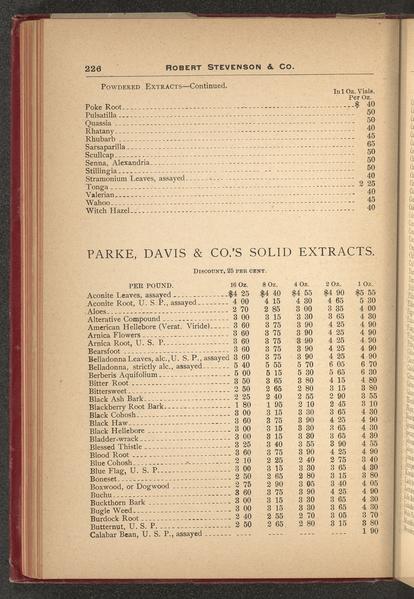 226 ROBERT STEVENSON & CO.
POWDERED EXTRACTS—Continued.
In 1 Oz. Vials.
Per Oz.
Poke Root $ 40
Pulsatilla 50
Quassia 50
Rhatany 40
Rhubarb 45
Sarsaparilla 65
Scullcap 50
Senna, Alexandria 50
Stillingia 50
Stramonium Leaves, assayed 40
Tonga 2 25
Valerian 40
Wahoo 45
Witch Hazel 40
PARKE, DAVIS & CO.'S SOLID EXTRACTS.
DISCOUNT, 25 PER CENT.
PER POUND. 16 Oz. 8 Oz. 4 Oz. 2 Oz. 1 Oz.
Aconite Leaves, assayed $4 25 $4 40 $4 55 $4 90 $5 55
Aconite Root, U. S. P., assayed 4 00 4 15 4 30 4 65 5 30
Aloes 2 70 2 85 3 00 3 35 4 00
Alterative Compound 3 00 3 15 3 30 3 65 4 30
American Hellebore (Verat. Viride) 3 60 3 75 3 90 4 25 4 90
Arnica Flowers 3 60 3 75 3 90 4 25 4 90
Arnica Root, U. S. P. 3 60 3 75 3 90 4 25 4 90
Bearsfoot 3 60 3 75 3 90 4 25 4 90
Belladonna Leaves, alc., U. S. P., assayed 3 60 3 75 3 90 4 25 4 90
Belladonna, strictly alc., assayed 5 40 5 55 5 70 6 05 6 70
Berberis Aquifolium 5 00 5 15 5 30 5 65 6 30
Bitter Root 3 50 3 65 3 80 4 15 4 80
Bittersweet 2 50 2 65 2 80 3 15 3 80
Black Ash Bark 2 25 2 40 2 55 2 90 3 55
Blackberry Root Bark 1 80 1 95 2 10 2 45 3 10
Black Cohosh 3 00 3 15 3 30 3 65 4 30
Black Haw 3 60 3 75 3 90 4 25 4 90
Black Hellebore 3 00 3 15 3 30 3 65 4 30
Bladder-wrack 3 00 3 15 3 30 3 65 4 30
Blessed Thistle 3 25 3 40 3 55 3 90 4 55
Blood Root 3 60 3 75 3 90 4 25 4 90
Blue Cohosh 2 10 2 25 2 40 2 75 3 40
Blue Flag, U. S. P. 3 00 3 15 3 30 3 65 4 30
Boneset 2 50 2 65 2 80 3 15 3 80
Boxwood, or Dogwood 2 75 2 90 3 05 3 40 4 05
Buchu 3 60 3 75 3 90 4 25 4 90
Buckthorn Bark 3 00 3 15 3 30 3 65 4 30
Bugle Weed 3 00 3 15 3 30 3 65 4 30
Burdock Root 2 40 2 55 2 70 3 05 3 70
Butternut, U. S. P. 2 50 2 65 2 80 3 15 3 80
Calabar Bean, U. S. P., assayed 1 90